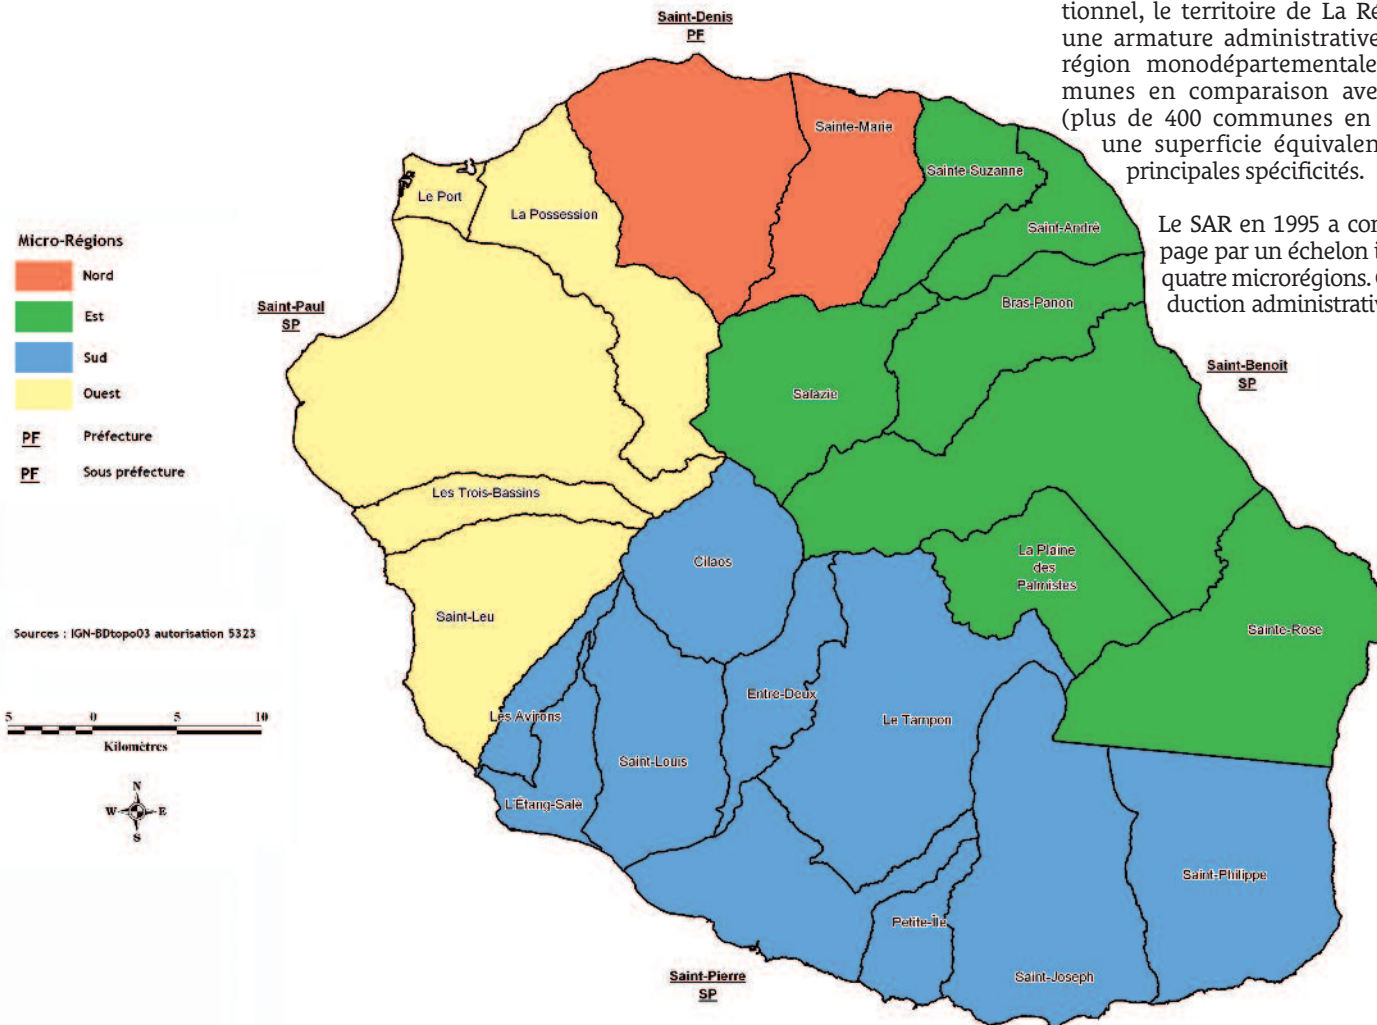 Saint-Denis
PF
tionnel, le territoire de La Ré
une armature administrative
région monodépartementale
munes en comparaison ave
(plus de 400 communes en
une superficie équivalen
principales spécificités.
Le SAR en 1995 a con
page par un échelon i
quatre microrégions.
duction administrativ
Sainte-Marie
Sainte-Suzanne
Le Port
La Possession
Saint-André
Micro-Régions
Nord
Est
Sud
Ouest
PF Préfecture
PF Sous préfecture
Saint-Paul
SP
Bras-Panon
Saint-Benoit
SP
Salazie
Les Trois-Bassins
Cilaos
La Plaine
des
Palmistes
Saint-Leu
Sainte-Rose
Sources : IGN-BDtopo03 autorisation 5323
Entre-Deux
Les Avirons
Le Tampon
5 0 5 10
Kilomètres
Saint-Louis
N
W E
S
L'Étang-Salé
Saint-Philippe
Petite-Île
Saint-Pierre
SP
Saint-Joseph